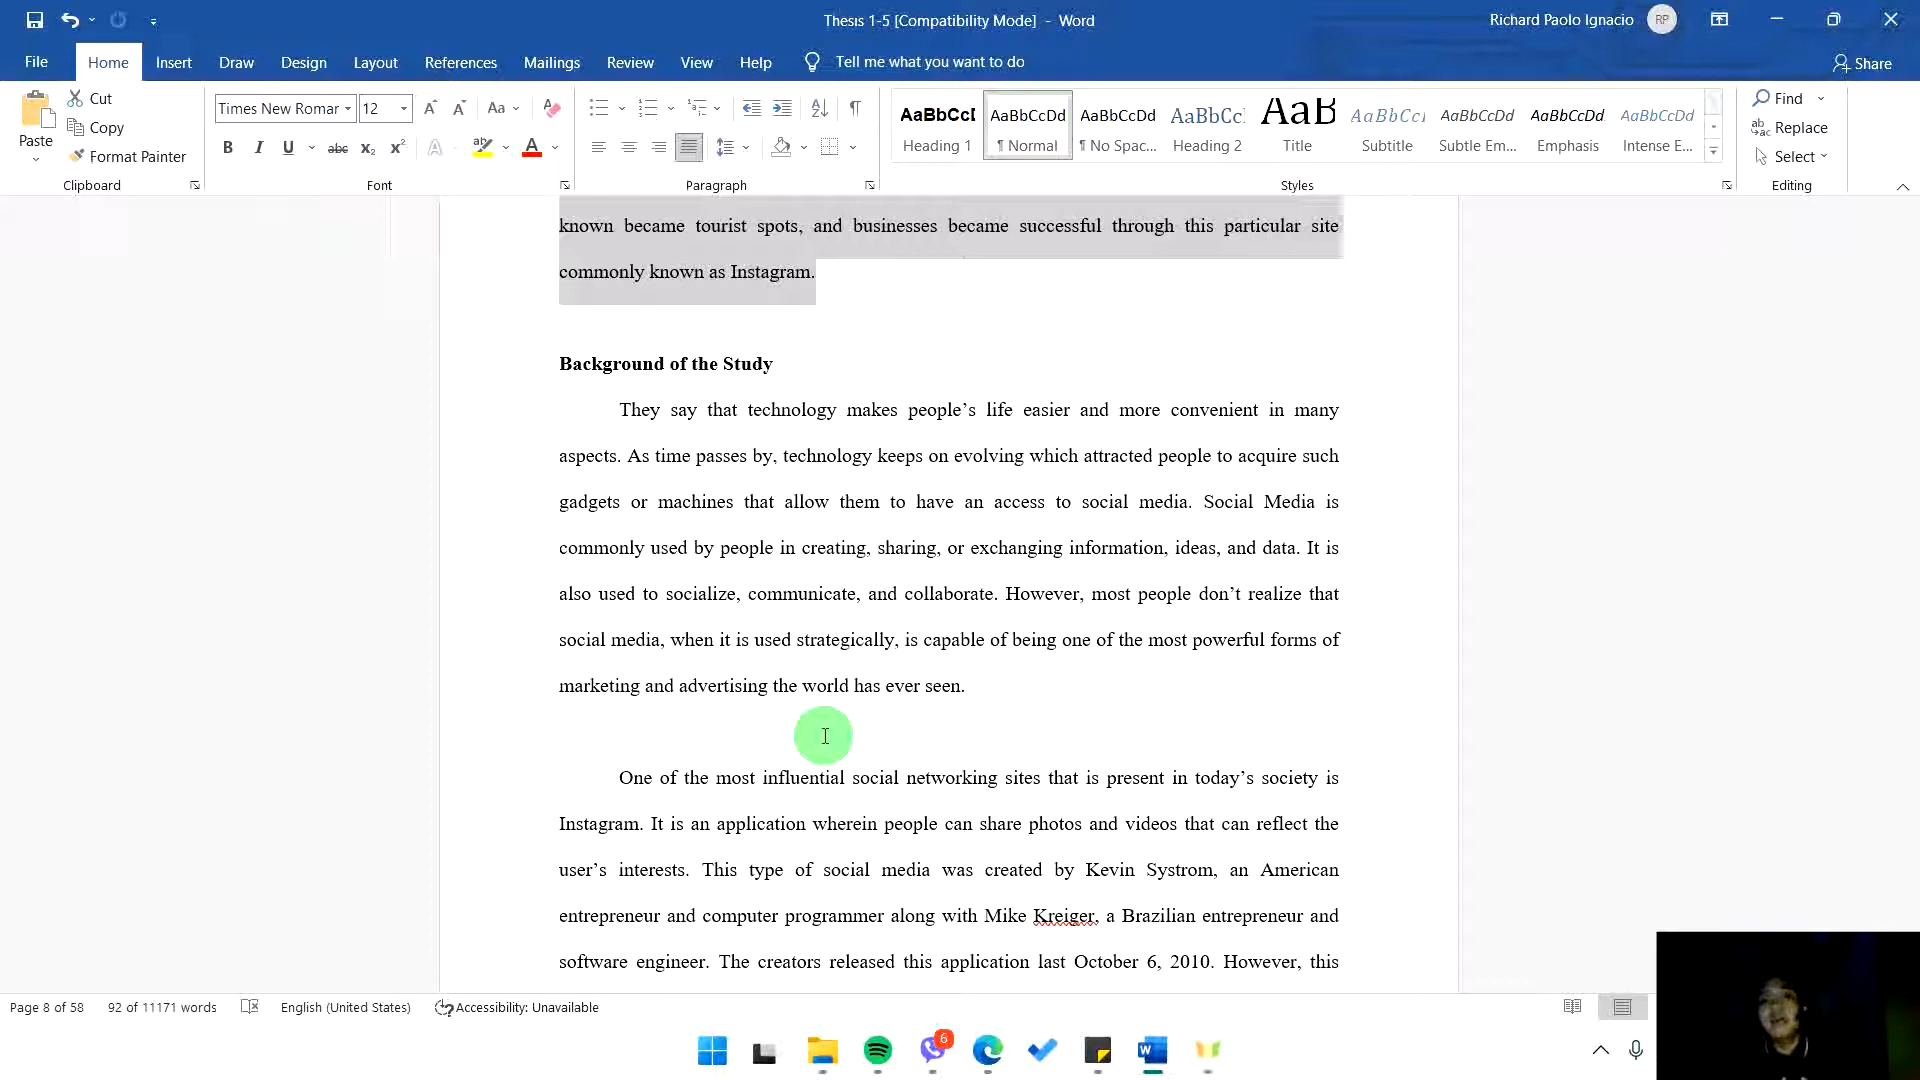 Thesis 1-5 [Compatibility Mode] - Word
Richard Paolo Ignacio
RP
File
Home
Insert
Draw
Design
Layout
References
Mailings
Review
View
Help
Tell me what you want to do
Share
Paste
Cut
Copy
Format Painter
Clipboard
Times New Romar
12
Aa
B
I
U
abc
x₂
x²
A
A
Font
Paragraph
AaBbCcI
Heading 1
AaBbCcDd
¶ Normal
AaBbCcDd
¶ No Spac...
AaBbCc
Heading 2
AaB
Title
AaBbCcI
Subtitle
AaBbCcDd
Subtle Em...
AaBbCcDd
Emphasis
AaBbCcDd
Intense E...
Styles
Find
Replace
Select
Editing
known became tourist spots, and businesses became successful through this particular site
commonly known as Instagram.
Background of the Study
They say that technology makes people’s life easier and more convenient in many
aspects. As time passes by, technology keeps on evolving which attracted people to acquire such
gadgets or machines that allow them to have an access to social media. Social Media is
commonly used by people in creating, sharing, or exchanging information, ideas, and data. It is
also used to socialize, communicate, and collaborate. However, most people don’t realize that
social media, when it is used strategically, is capable of being one of the most powerful forms of
marketing and advertising the world has ever seen.
One of the most influential social networking sites that is present in today’s society is
Instagram. It is an application wherein people can share photos and videos that can reflect the
user’s interests. This type of social media was created by Kevin Systrom, an American
entrepreneur and computer programmer along with Mike Kreiger, a Brazilian entrepreneur and
software engineer. The creators released this application last October 6, 2010. However, this
Page 8 of 58
92 of 11171 words
English (United States)
Accessibility: Unavailable
6